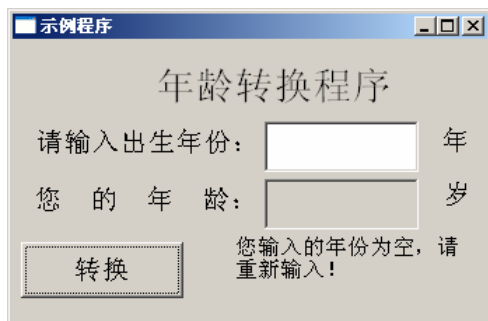 示例程序
年龄转换程序
请输入出生年份： 年
您的年龄： 岁
转换
您输入的年份为空，请
重新输入！